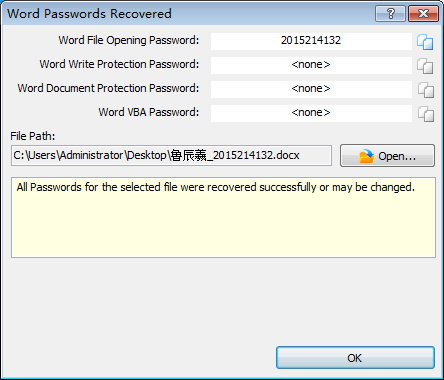 Word Passwords Recovered
?
Word File Opening Password: 2015214132
Word Write Protection Password: <none>
Word Document Protection Password: <none>
Word VBA Password: <none>
File Path:
C:\Users\Administrator\Desktop\鲁辰羲_2015214132.docx Open...
All Passwords for the selected file were recovered successfully or may be changed.
OK